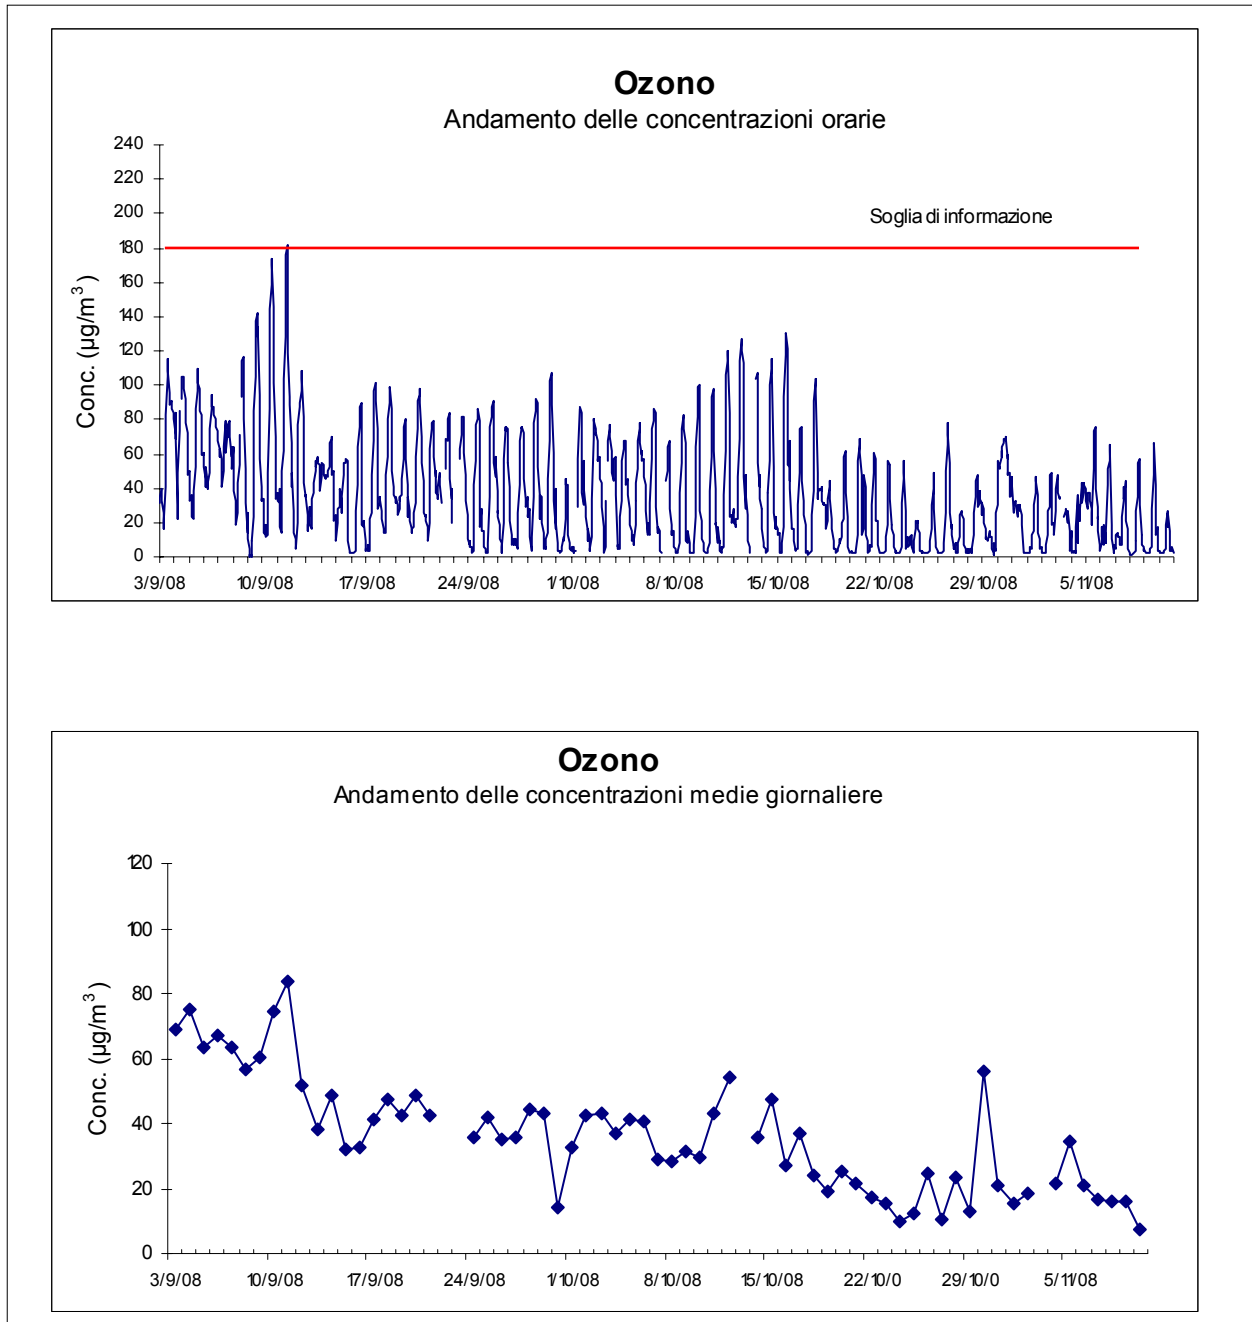 Ozono
Andamento delle concentrazioni orarie
240
220
200
180
160
140
120
100
80
60
40
20
0
Conc. (µg/m³)
Soglia di informazione
3/9/08 10/9/08 17/9/08 24/9/08 1/10/08 8/10/08 15/10/08 22/10/08 29/10/08 5/11/08
Ozono
Andamento delle concentrazioni medie giornaliere
120
100
80
60
40
20
0
Conc. (µg/m³)
3/9/08 10/9/08 17/9/08 24/9/08 1/10/08 8/10/08 15/10/08 22/10/0 29/10/0 5/11/08